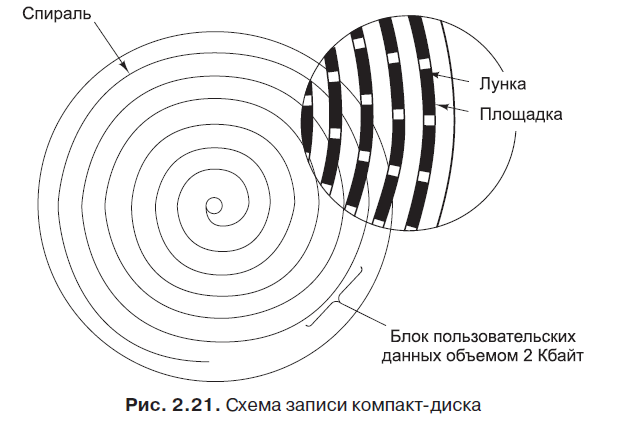 Спираль
Лунка
Площадка
Блок пользовательских
данных объемом 2 Кбайт
Рис. 2.21. Схема записи компакт-диска